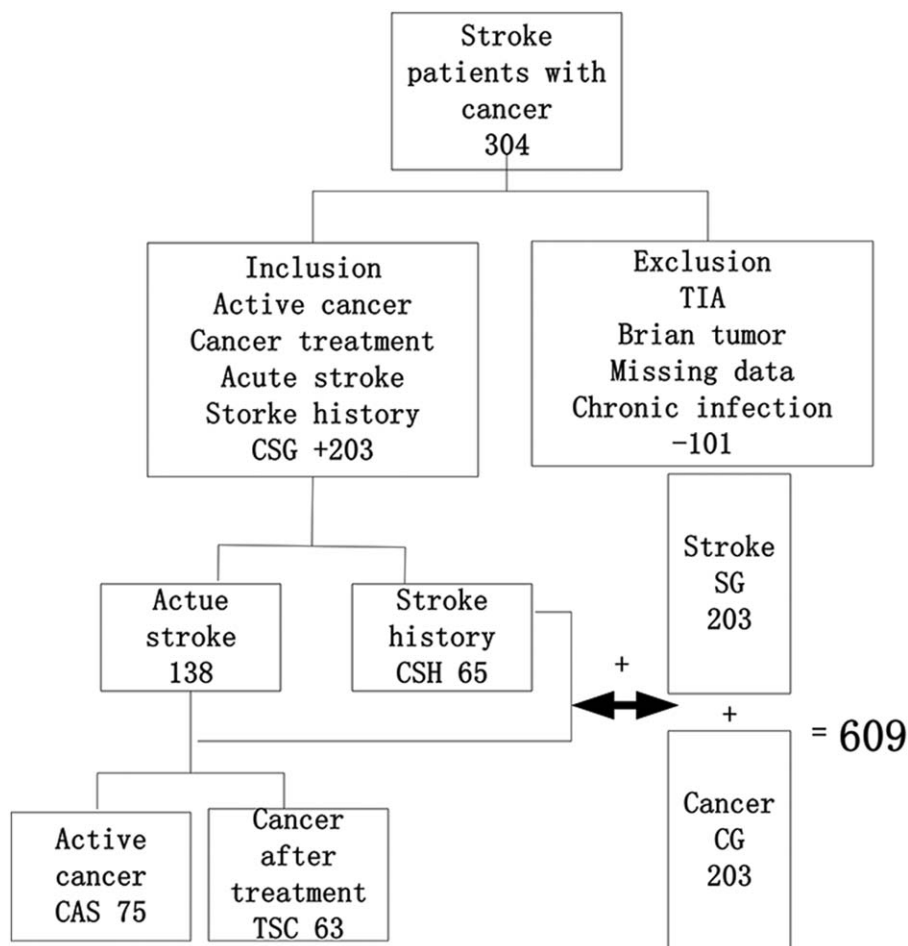 Stroke
patients with
cancer
304
Inclusion
Active cancer
Cancer treatment
Acute stroke
Storke history
CSG +203
Exclusion
TIA
Brian tumor
Missing data
Chronic infection
-101
Actue
stroke
138
Stroke
history
CSH 65
Stroke
SG
203
+
+
= 609
Active
cancer
CAS 75
Cancer
after
treatment
TSC 63
Cancer
CG
203